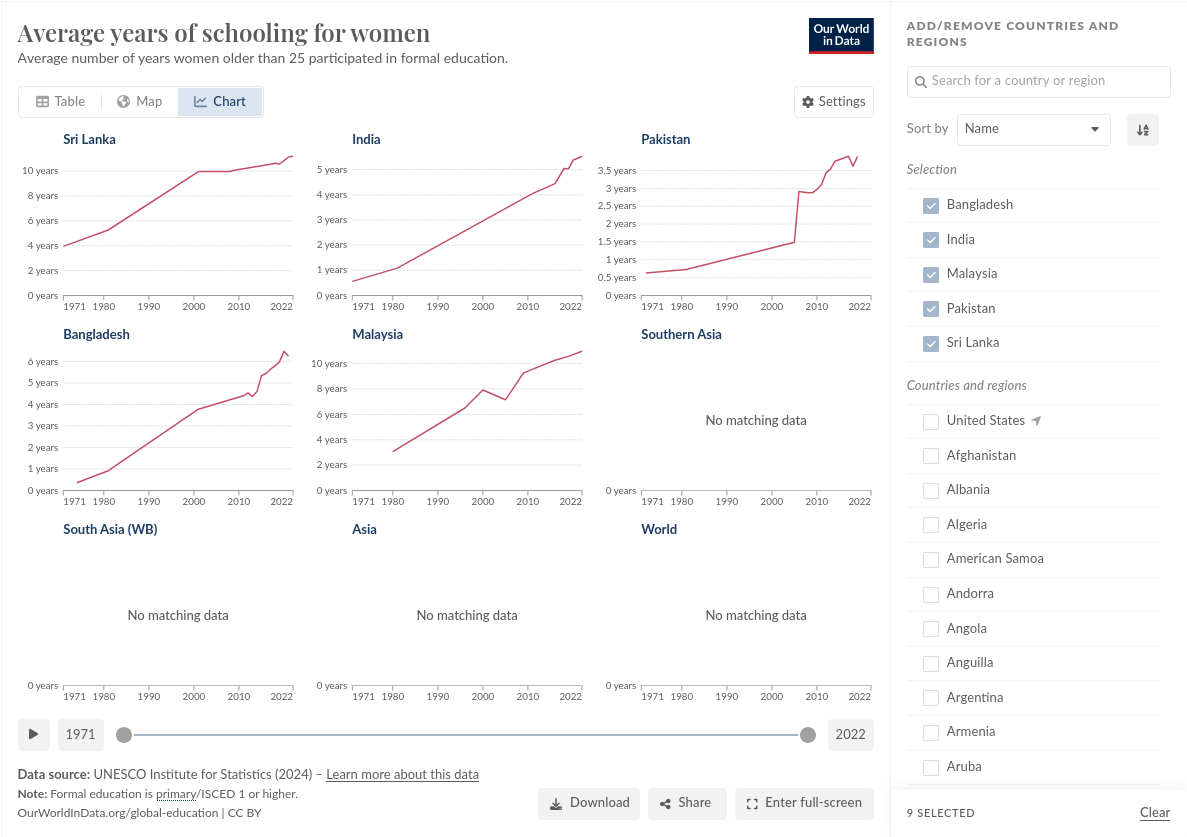 Average years of schooling for women
Average number of years women older than 25 participated in formal education.
Our World
in Data
Table
Map
Chart
Settings
Sri Lanka
10 years
8 years
6 years
4 years
2 years
0 years
1971 1980 1990 2000 2010 2022
India
5 years
4 years
3 years
2 years
1 years
0 years
1971 1980 1990 2000 2010 2022
Pakistan
3.5 years
3 years
2.5 years
2 years
1.5 years
1 years
0.5 years
0 years
1971 1980 1990 2000 2010 2022
Bangladesh
6 years
5 years
4 years
3 years
2 years
1 years
0 years
1971 1980 1990 2000 2010 2022
Malaysia
10 years
8 years
6 years
4 years
2 years
0 years
1971 1980 1990 2000 2010 2022
Southern Asia
No matching data
0 years
1971 1980 1990 2000 2010 2022
South Asia (WB)
No matching data
0 years
1971 1980 1990 2000 2010 2022
Asia
No matching data
0 years
1971 1980 1990 2000 2010 2022
World
No matching data
0 years
1971 1980 1990 2000 2010 2022
1971
2022
Data source: UNESCO Institute for Statistics (2024) – Learn more about this data
Note: Formal education is primary/ISCED 1 or higher.
OurWorldInData.org/global-education | CC BY
Download
Share
Enter full-screen
ADD/REMOVE COUNTRIES AND
REGIONS
Search for a country or region
Sort by
Name
Selection
Bangladesh
India
Malaysia
Pakistan
Sri Lanka
Countries and regions
United States
Afghanistan
Albania
Algeria
American Samoa
Andorra
Angola
Anguilla
Argentina
Armenia
Aruba
9 SELECTED
Clear